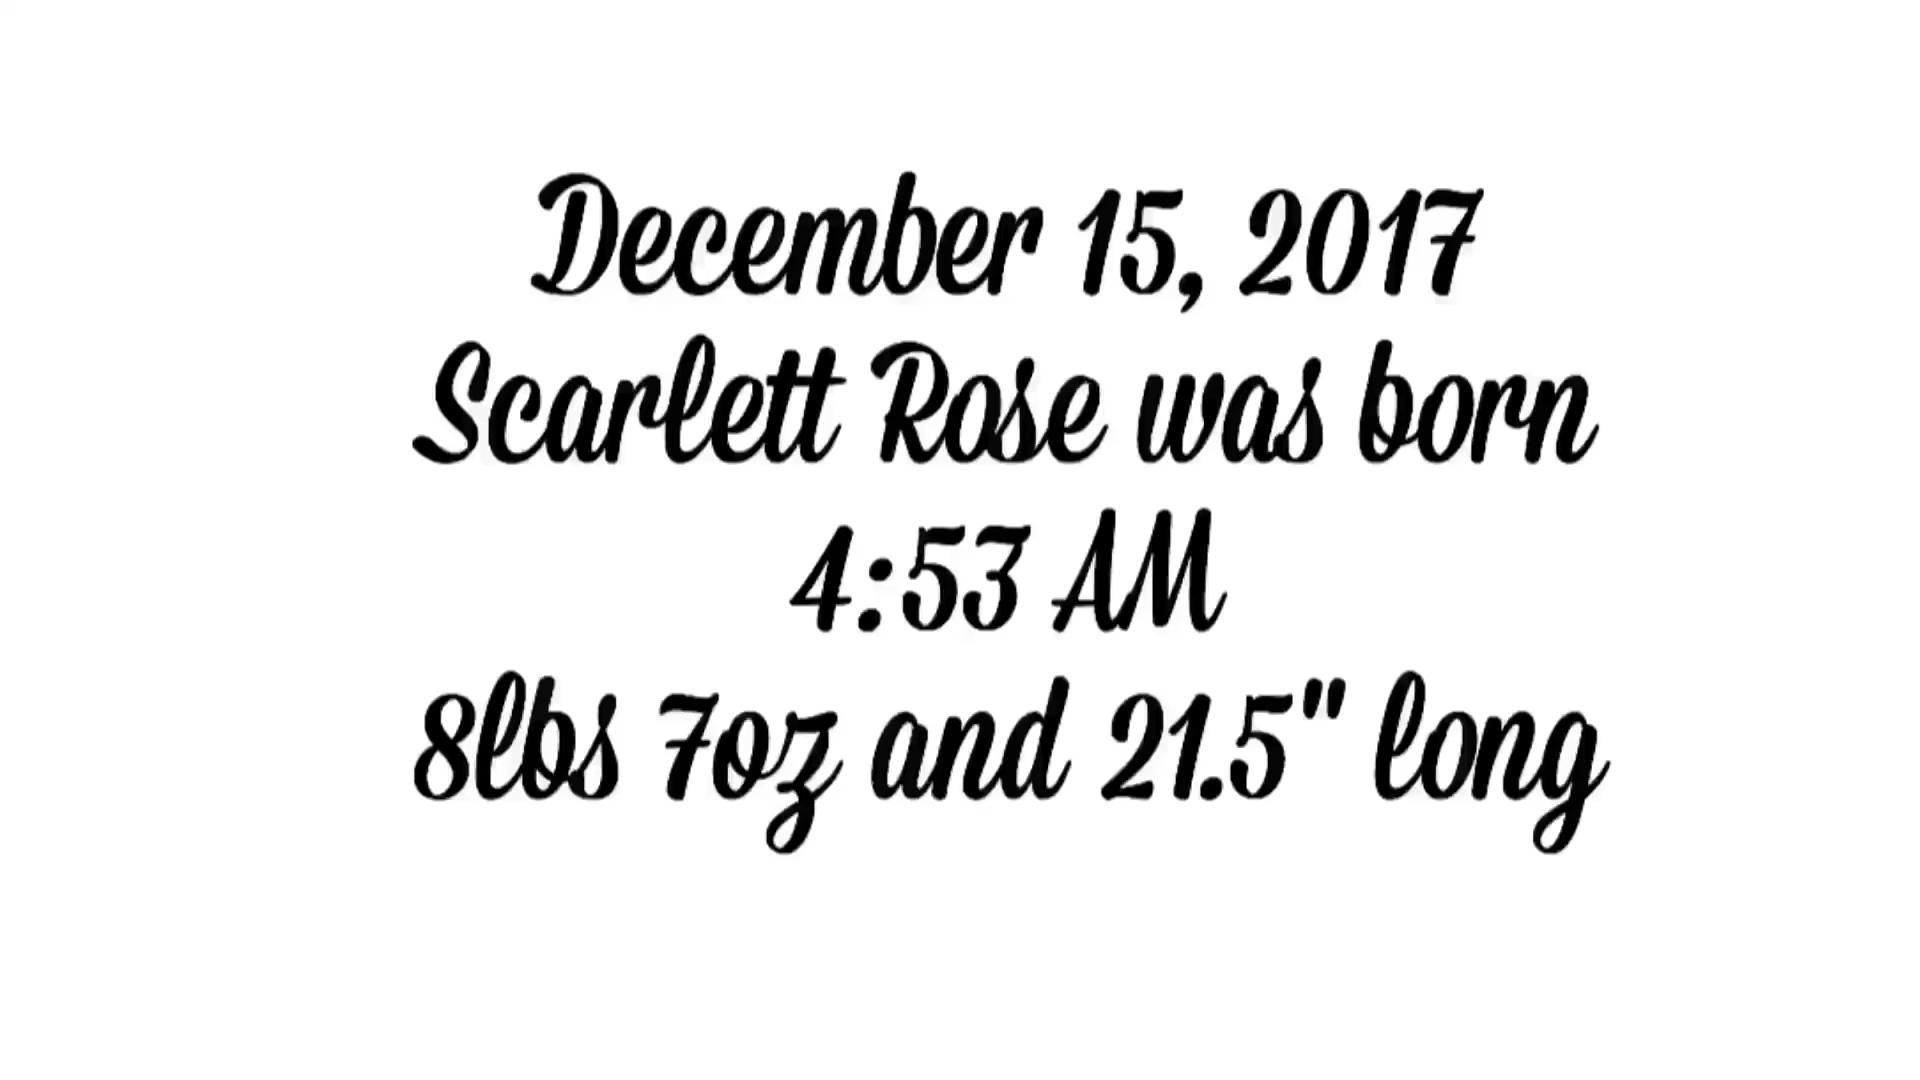 December 15, 2017
Scarlett Rose was born
4:53 AM
8lbs 7oz and 21.5" long